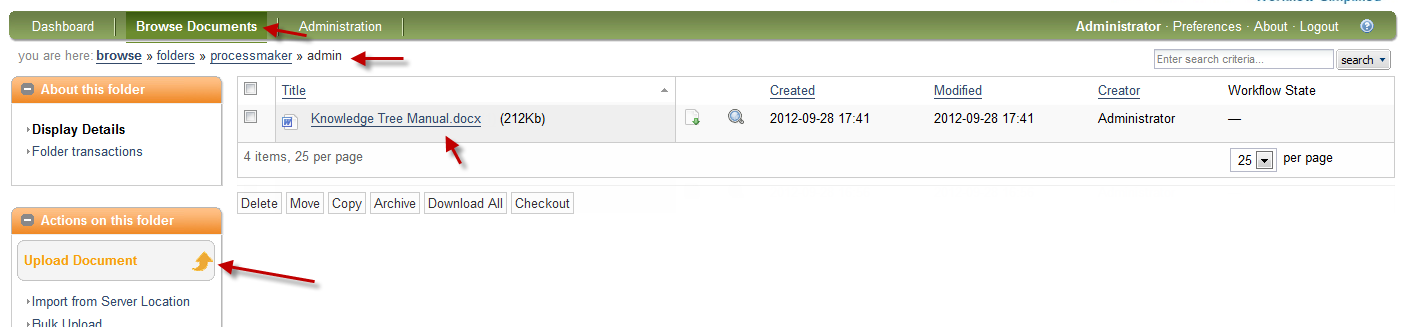 Dashboard Browse Documents Administration Administrator · Preferences · About · Logout
you are here: browse » folders » processmaker » admin
Enter search criteria... search
About this folder
Display Details
Folder transactions
Title Created Modified Creator Workflow State
Knowledge Tree Manual.docx (212Kb) 2012-09-28 17:41 2012-09-28 17:41 Administrator —
4 items, 25 per page 25 per page
Delete Move Copy Archive Download All Checkout
Actions on this folder
Upload Document
Import from Server Location
Bulk Upload